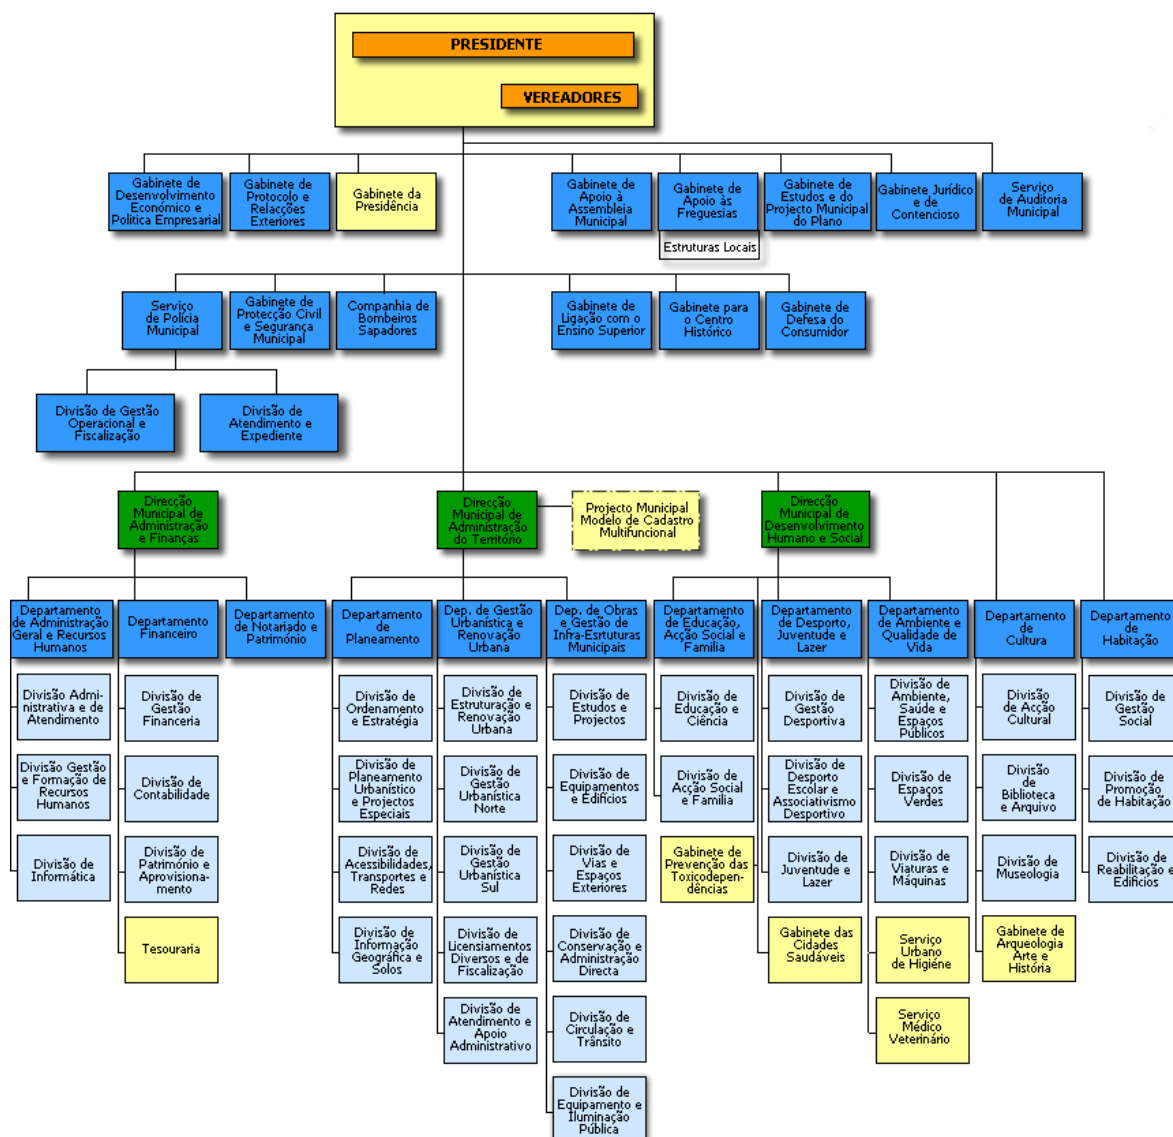 PRESIDENTE
VEREADORES
Gabinete de
Desenvolvimento
Económico e
Politica Empresarial
Gabinete de
Protocolo e
Relacções
Exteriores
Gabinete da
Presidência
Gabinete de
Apoio à
Assembleia
Municipal
Gabinete de
Apoio às
Freguesias
Gabinete de
Estudos e do
Projecto Municipal
do Plano
Gabinete Jurídico
e de
Contencioso
Serviço
de Auditoria
Municipal
Estruturas Locais
Serviço
de Polícia
Municipal
Gabinete de
Protecção Civil
e Segurança
Municipal
Companhia de
Bombeiros
Sapadores
Gabinete de
Ligação com o
Ensino Superior
Gabinete para
o Centro
Histórico
Gabinete de
Defesa do
Consumidor
Divisão de Gestão
Operacional e
Fiscalização
Divisão de
Atendimento e
Expediente
Direcção
Municipal de
Administração
e Finanças
Direcção
Municipal de
Administração
do Território
Projecto Municipal
Modelo de Cadastro
Multifuncional
Direcção
Municipal de
Desenvolvimento
Humano e Social
Departamento
de Administração
Geral e Recursos
Humanos
Departamento
Financeiro
Departamento
de Notariado e
Património
Departamento
de
Planeamento
Dep. de Gestão
Urbanística e
Renovação
Urbana
Dep. de Obras
e Gestão de
Infra-Estruturas
Municipais
Departamento
de Educação,
Acção Social e
Familia
Departamento
de Desporto,
Juventude e
Lazer
Departamento
de Ambiente e
Qualidade de
Vida
Departamento
de
Cultura
Departamento
de
Habitação
Divisão Admi-
nistrativa e de
Atendimento
Divisão de
Gestão
Financeria
Divisão de
Ordenamento
e Estratégia
Divisão de
Estruturação e
Renovação
Urbana
Divisão de
Estudos e
Projectos
Divisão de
Educação e
Ciência
Divisão de
Gestão
Desportiva
Divisão de
Ambiente,
Saúde e
Espaços
Públicos
Divisão
de Acção
Cultural
Divisão de
Gestão
Social
Divisão Gestão
e Formação de
Recursos
Humanos
Divisão de
Contabilidade
Divisão de
Planeamento
Urbanístico
e Projectos
Especiais
Divisão de
Gestão
Urbanística
Norte
Divisão de
Equipamentos
e Edifícios
Divisão de
Acção Social
e Familia
Divisão de
Desporto
Escolar e
Associativismo
Desportivo
Divisão de
Espaços
Verdes
Divisão
de
Biblioteca
e Arquivo
Divisão de
Promoção
de Habitação
Divisão de
Informática
Divisão de
Património e
Aprovisiona-
mento
Divisão de
Acessibilidades,
Transportes e
Redes
Divisão de
Gestão
Urbanística
Sul
Divisão de
Vias e
Espaços
Exteriores
Gabinete de
Prevenção das
Toxicodepen-
dências
Divisão de
Juventude e
Lazer
Divisão de
Viaturas e
Máquinas
Divisão de
Museologia
Divisão de
Reabilitação e
Edifícios
Tesouraria
Divisão de
Informação
Geográfica e
Solos
Divisão de
Licensiamentos
Diversos e de
Fiscalização
Divisão de
Conservação e
Administração
Directa
Gabinete das
Cidades
Saudáveis
Serviço
Urbano
de Higiéne
Gabinete de
Arqueologia
Arte e
História
Divisão de
Atendimento e
Apoio
Administrativo
Divisão de
Circulação e
Trânsito
Serviço
Médico
Veterinário
Divisão de
Equipamento e
Iluminação
Pública